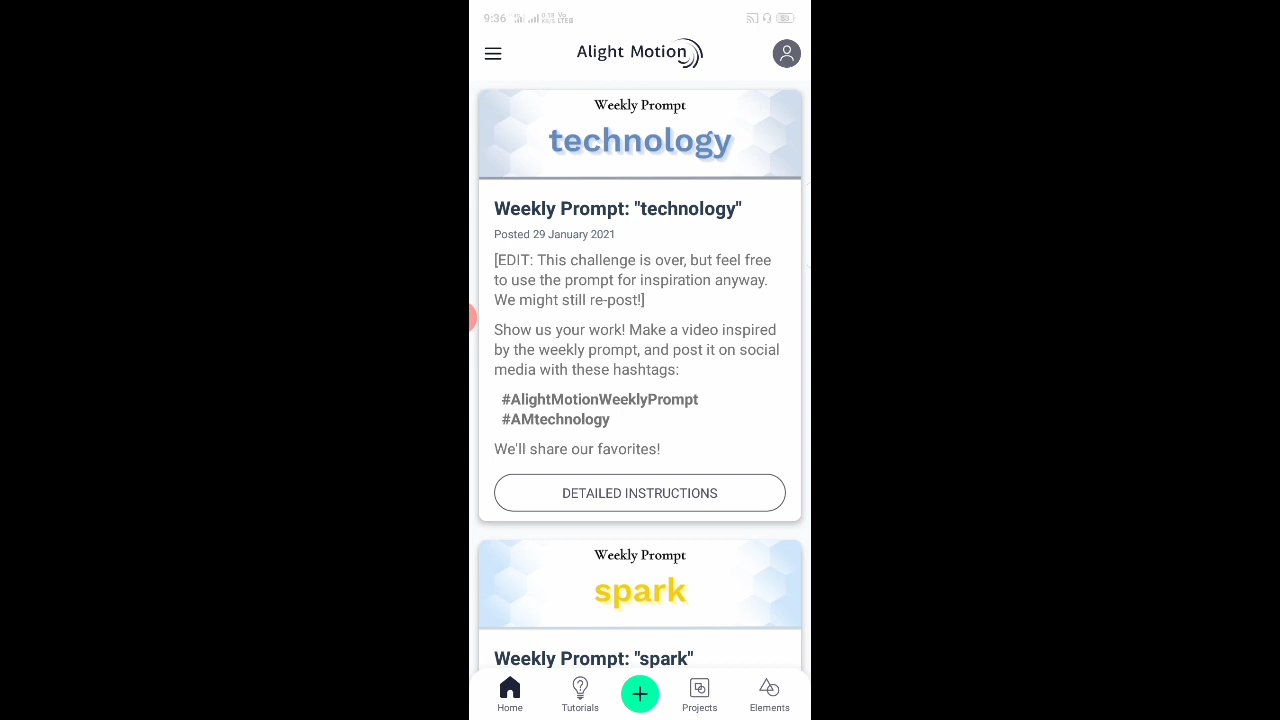 9:36
Alight Motion
Weekly Prompt
technology
Weekly Prompt: "technology"
Posted 29 January 2021
[EDIT: This challenge is over, but feel free
to use the prompt for inspiration anyway.
We might still re-post!]
Show us your work! Make a video inspired
by the weekly prompt, and post it on social
media with these hashtags:
#AlightMotionWeeklyPrompt
#AMtechnology
We'll share our favorites!
DETAILED INSTRUCTIONS
Weekly Prompt
spark
Weekly Prompt: "spark"
Home Tutorials Projects Elements